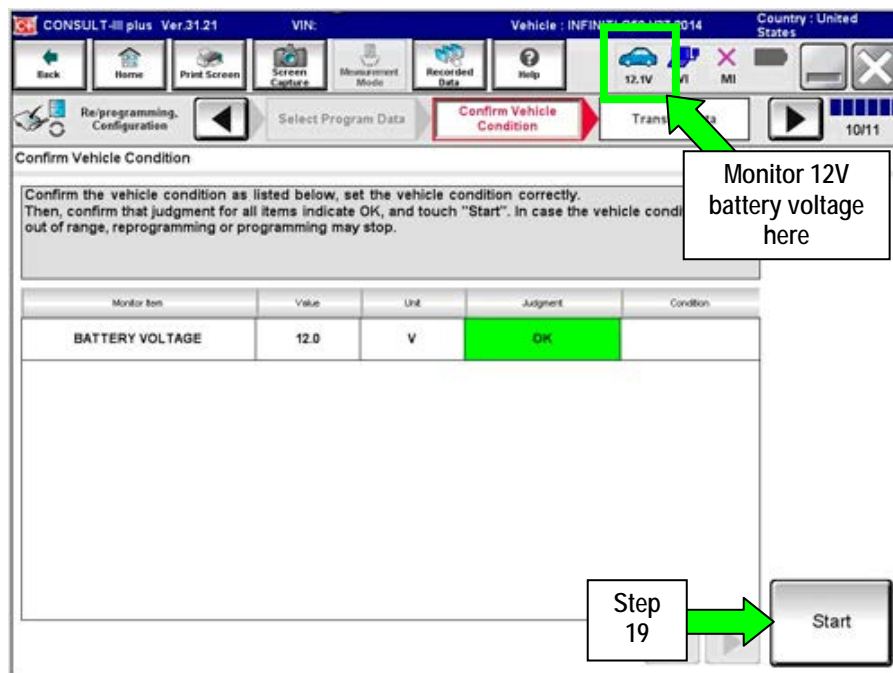 CONSULT-III plus Ver.31.21
VIN:
Vehicle : INFINITI 2014
Country : United States
Back
Home
Print Screen
Screen Capture
Measurement Mode
Recorded Data
Help
12.1V
VI
MI
Re/programming, Configuration
Select Program Data
Confirm Vehicle Condition
10/11
Confirm Vehicle Condition
Monitor 12V
battery voltage
here
Confirm the vehicle condition as listed below, set the vehicle condition correctly.
Then, confirm that judgment for all items indicate OK, and touch "Start". In case the vehicle
out of range, reprogramming or programming may stop.
Monitor Item
Value
Unit
Judgment
Condition
BATTERY VOLTAGE
12.0
V
OK
Step
19
Start